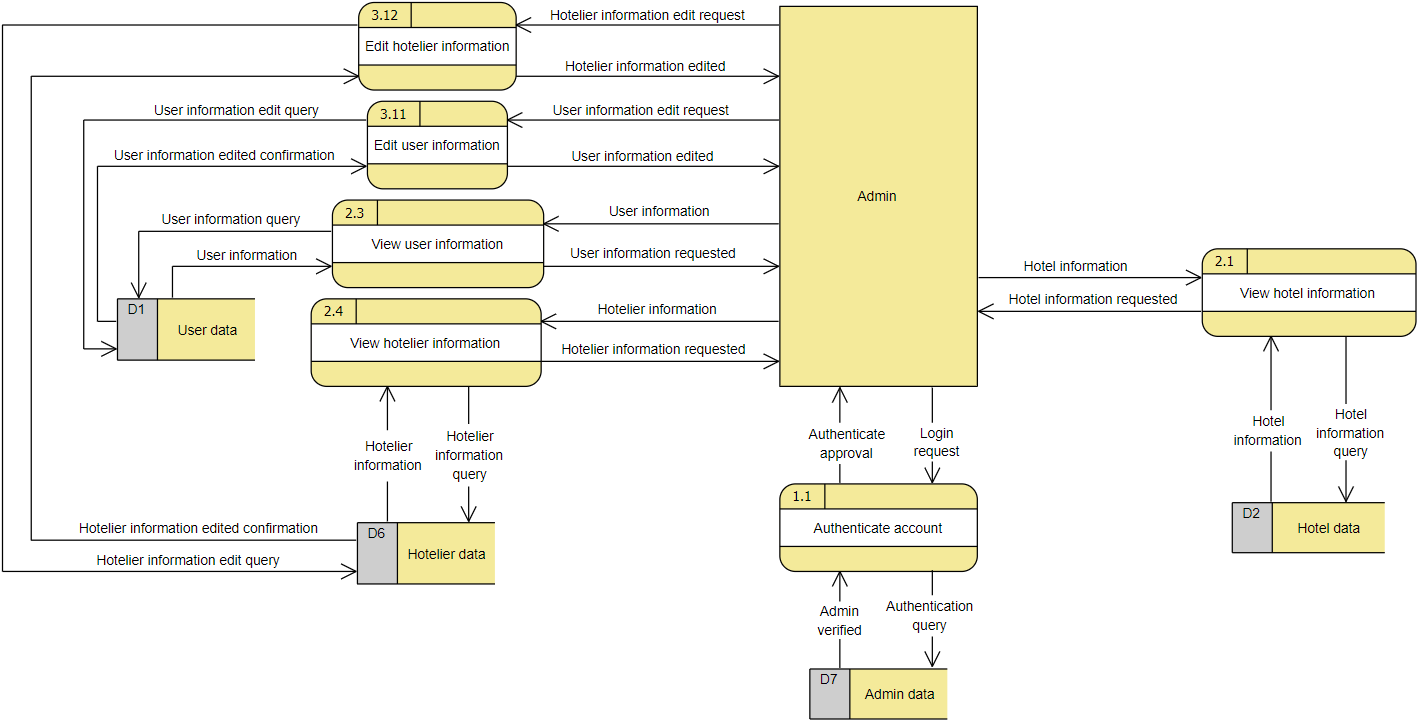 3.12
Hotelier information edit request
Edit hotelier information
Hotelier information edited
User information edit query
3.11
User information edit request
Edit user information
User information edited confirmation
User information edited
Admin
User information query
2.3
User information
View user information
User information
User information requested
2.1
Hotel information
View hotel information
Hotel information requested
D1
User data
2.4
Hotelier information
View hotelier information
Hotelier information requested
Hotelier
information
Hotelier
information
query
Authenticate
approval
Login
request
Hotel
information
Hotel
information
query
1.1
Authenticate account
D2
Hotel data
Hotelier information edited confirmation
D6
Hotelier data
Hotelier information edit query
Admin
verified
Authentication
query
D7
Admin data